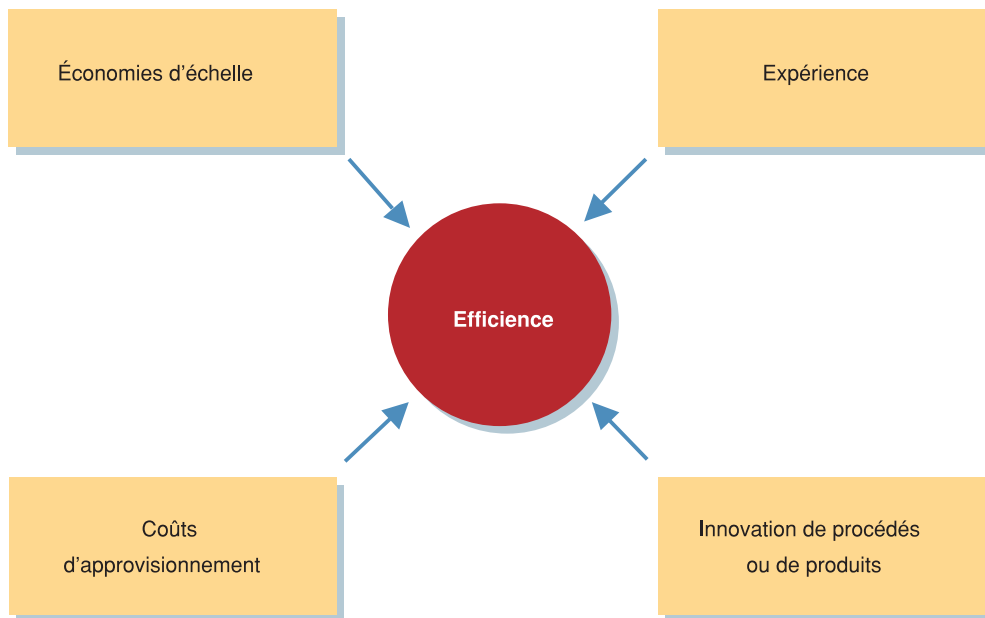 Économies d'échelle
Expérience
Efficience
Coûts
d'approvisionnement
Innovation de procédés
ou de produits